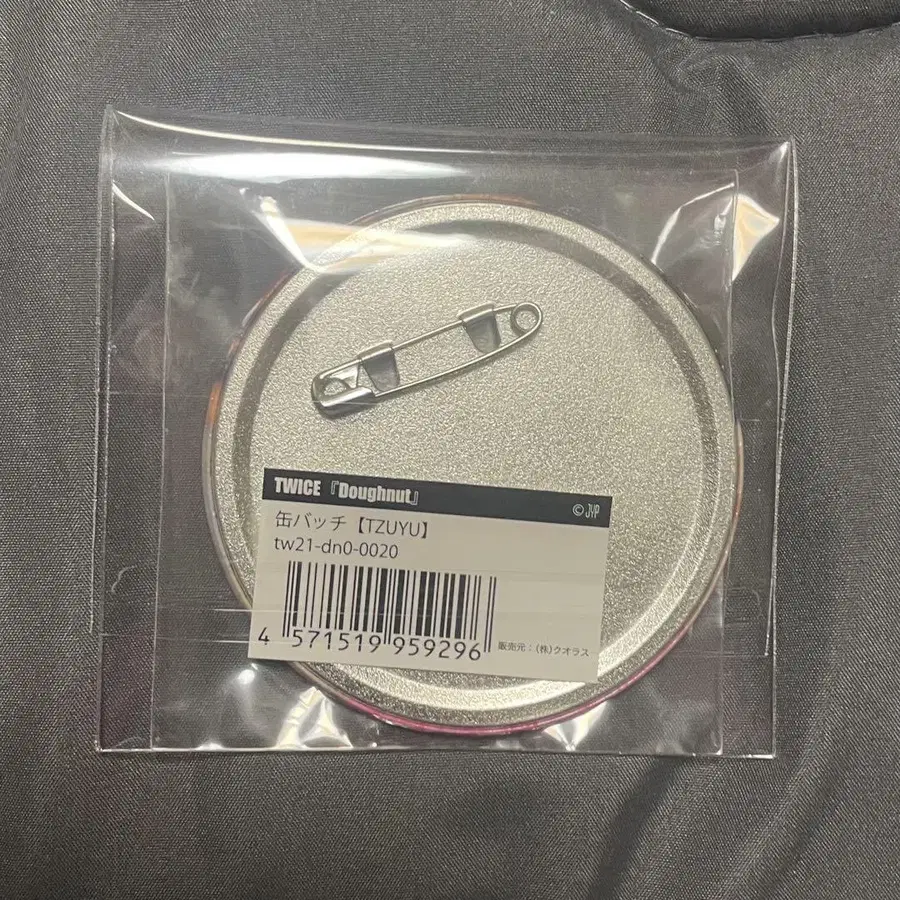 TWICE 『Doughnut』
© JYP
缶バッチ【TZUYU】
tw21-dn0-0020
4 571519 959296
販売元：（株）クオラス